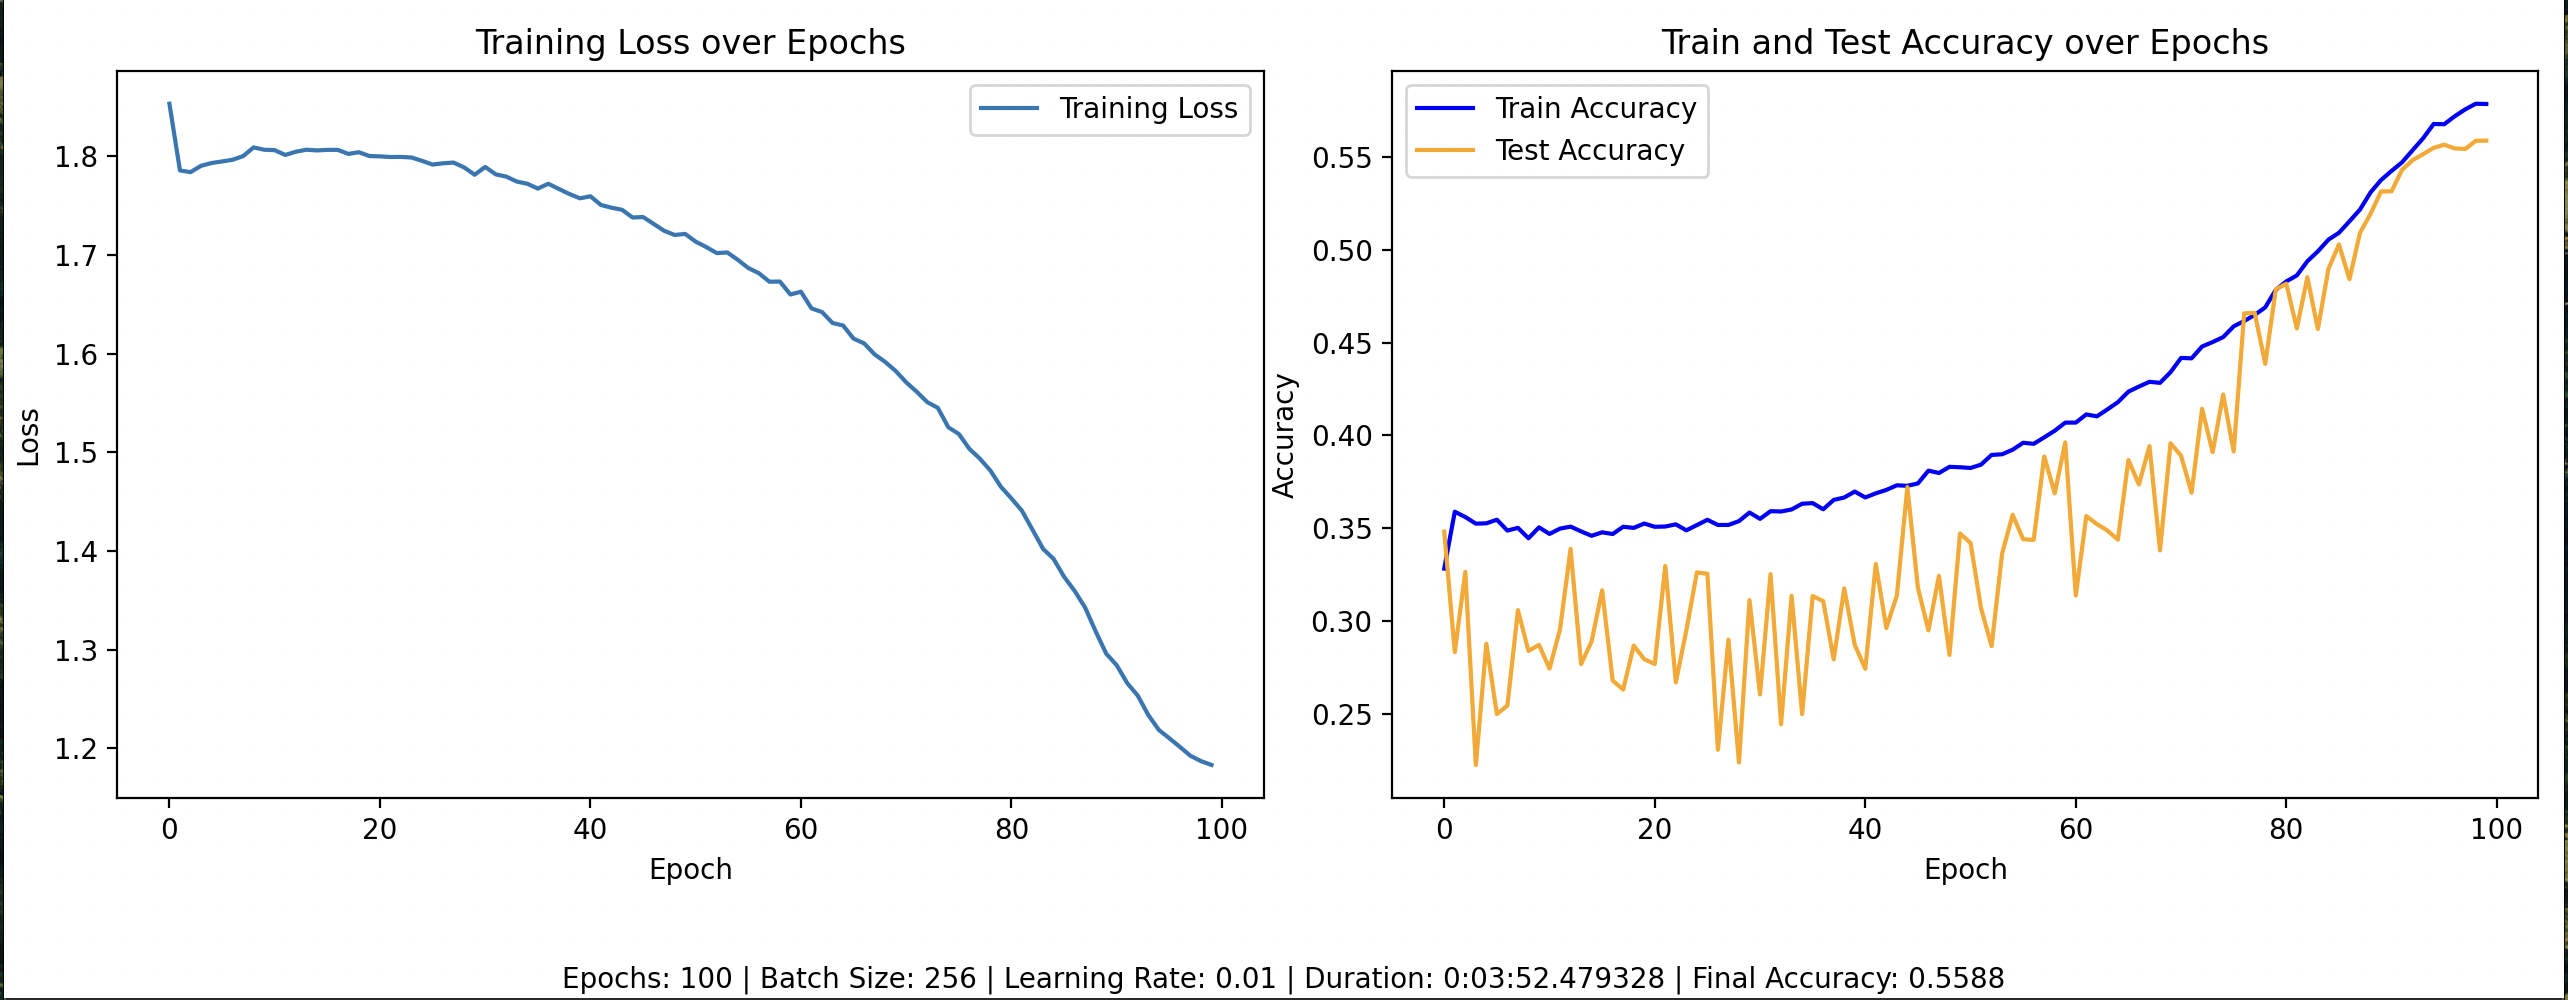 Training Loss over Epochs
Training Loss
1.8
1.7
1.6
1.5
1.4
1.3
1.2
Loss
0 20 40 60 80 100
Epoch
Train and Test Accuracy over Epochs
Train Accuracy
Test Accuracy
0.55
0.50
0.45
0.40
0.35
0.30
0.25
Accuracy
0 20 40 60 80 100
Epoch
Epochs: 100 | Batch Size: 256 | Learning Rate: 0.01 | Duration: 0:03:52.479328 | Final Accuracy: 0.5588